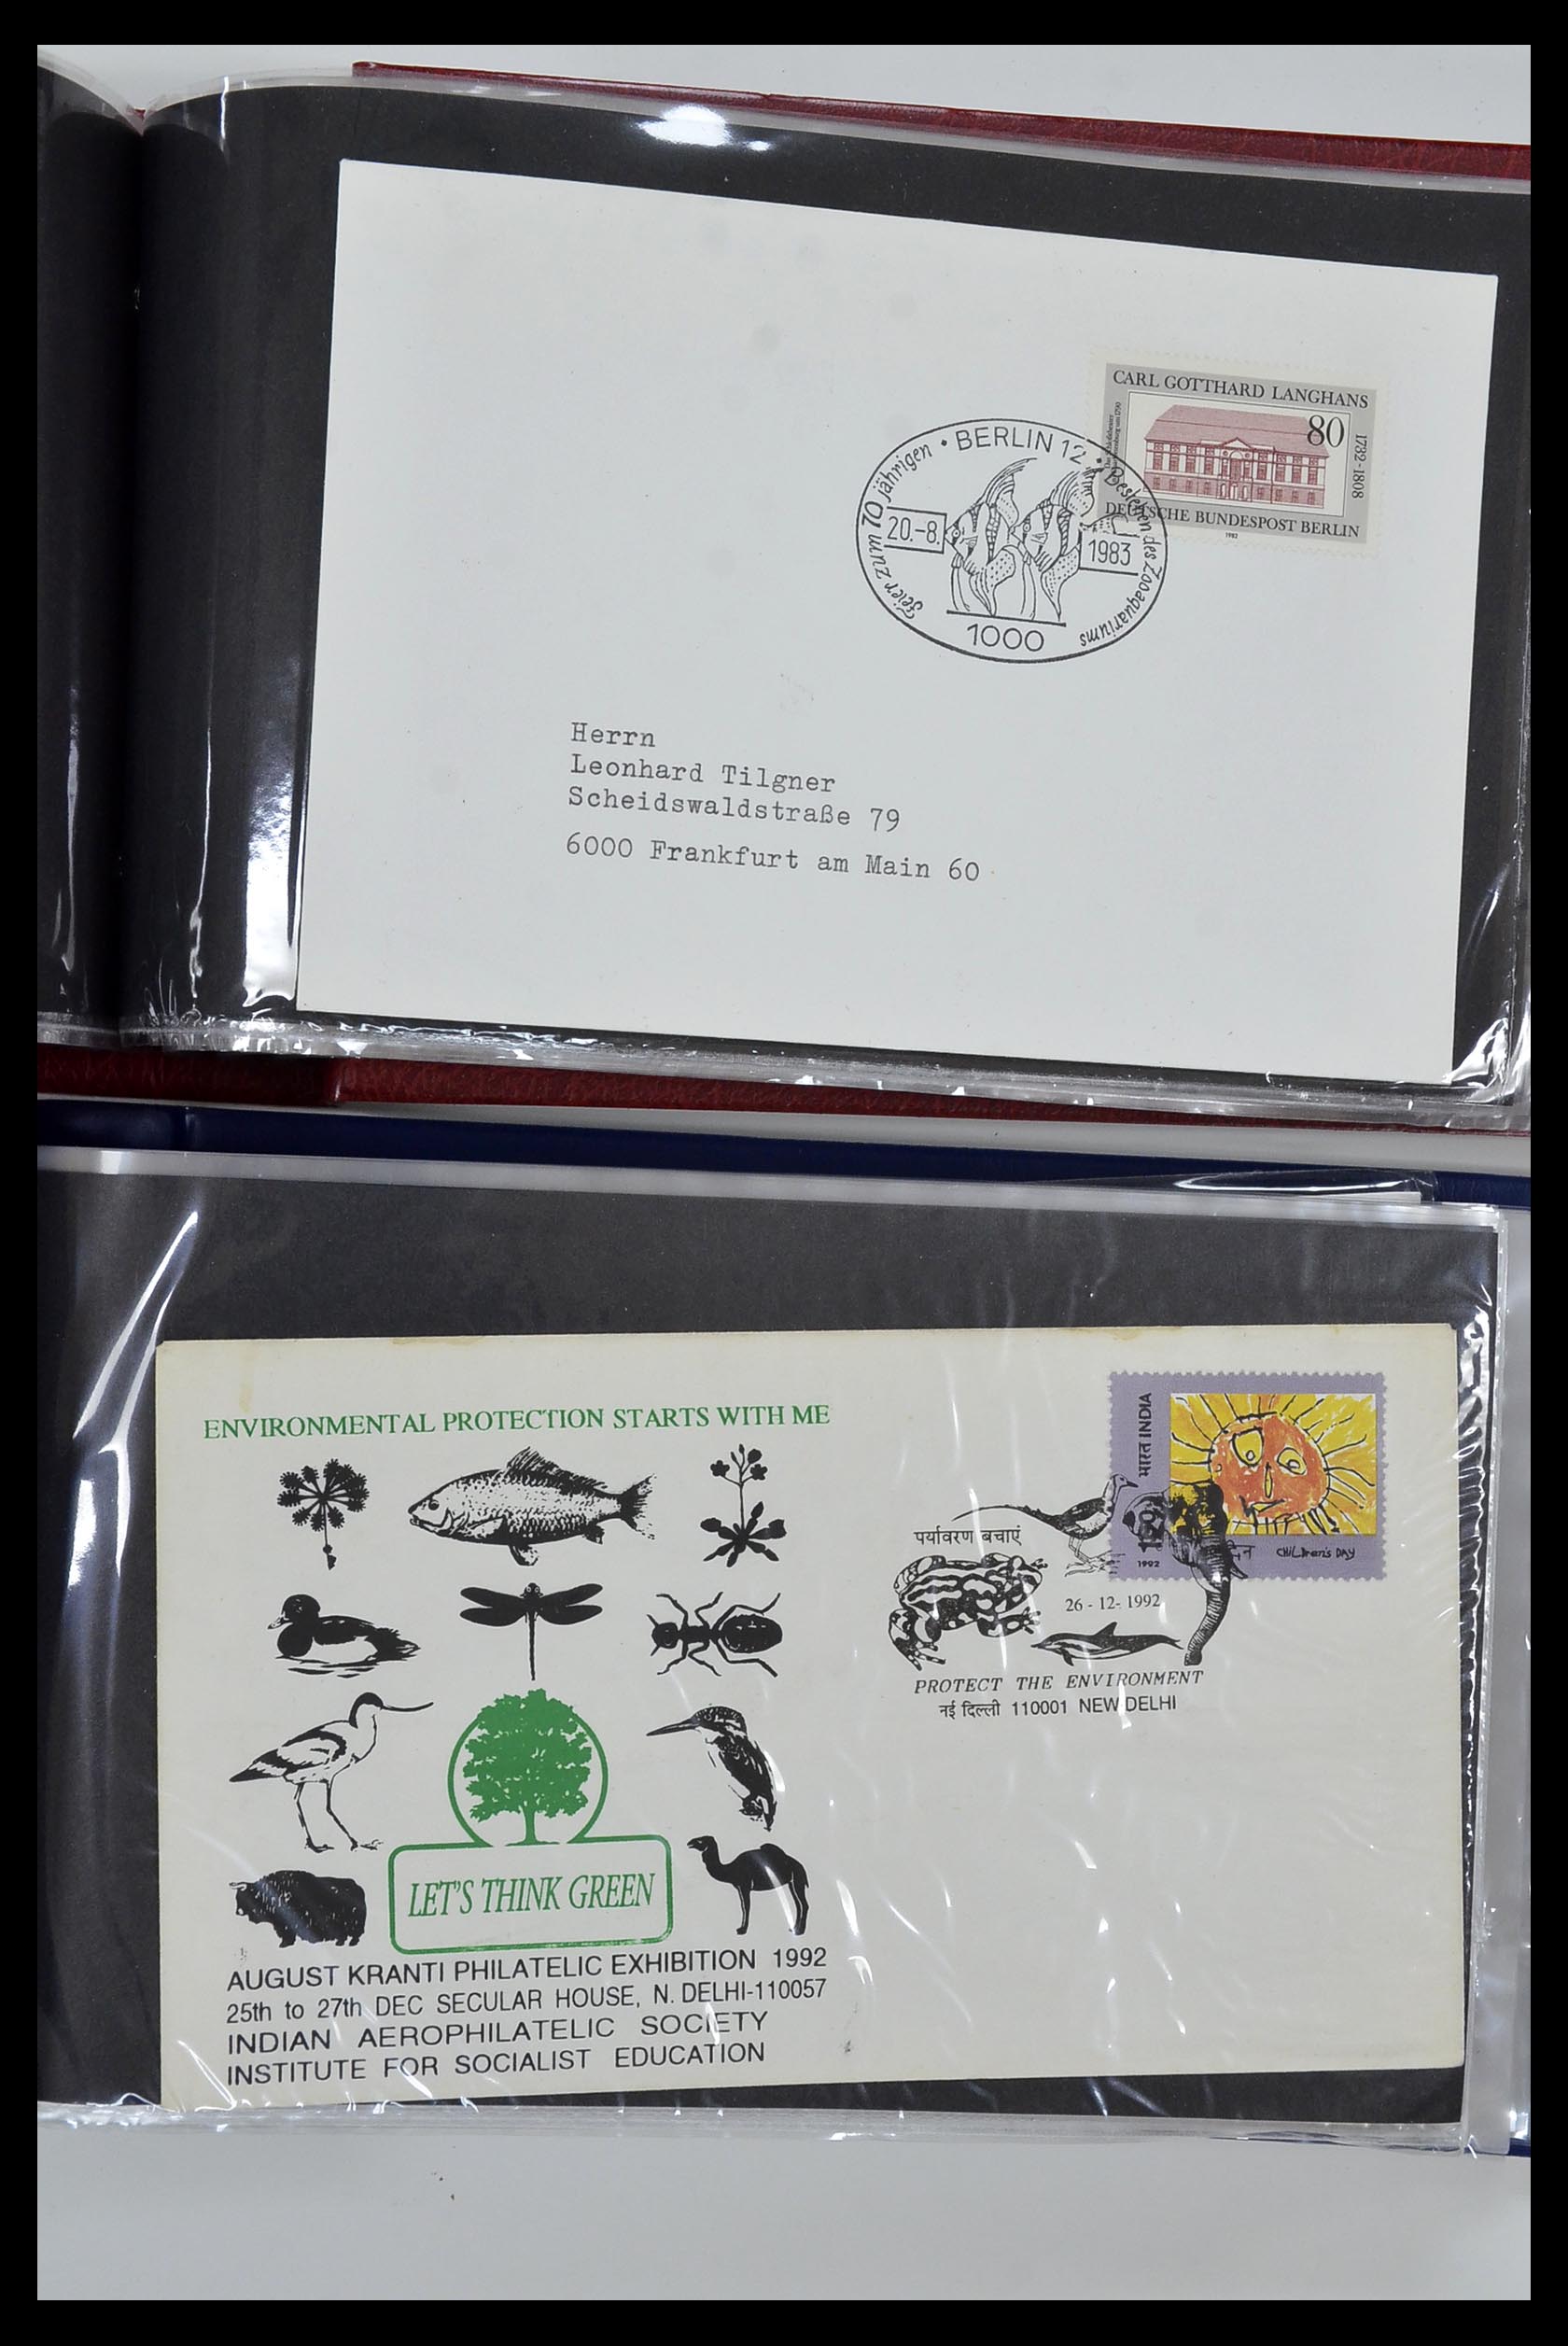 CARL GOTTHARD LANGHANS
80
1732-1808
DEUTSCHE BUNDESPOST BERLIN
1982
• BERLIN 12 •
Feier zum 70 jährigen
Bestehen des Zooaquariums
20.-8.
1983
1000
Herrn
Leonhard Tilgner
Scheidswaldstraße 79
6000 Frankfurt am Main 60
ENVIRONMENTAL PROTECTION STARTS WITH ME
भारत INDIA
1992
CHiLdren's DAY
पर्यावरण बचाएं
26-12-1992
PROTECT THE ENVIRONMENT
नई दिल्ली 110001 NEW DELHI
LET'S THINK GREEN
AUGUST KRANTI PHILATELIC EXHIBITION 1992
25th to 27th DEC SECULAR HOUSE, N. DELHI-110057
INDIAN AEROPHILATELIC SOCIETY
INSTITUTE FOR SOCIALIST EDUCATION